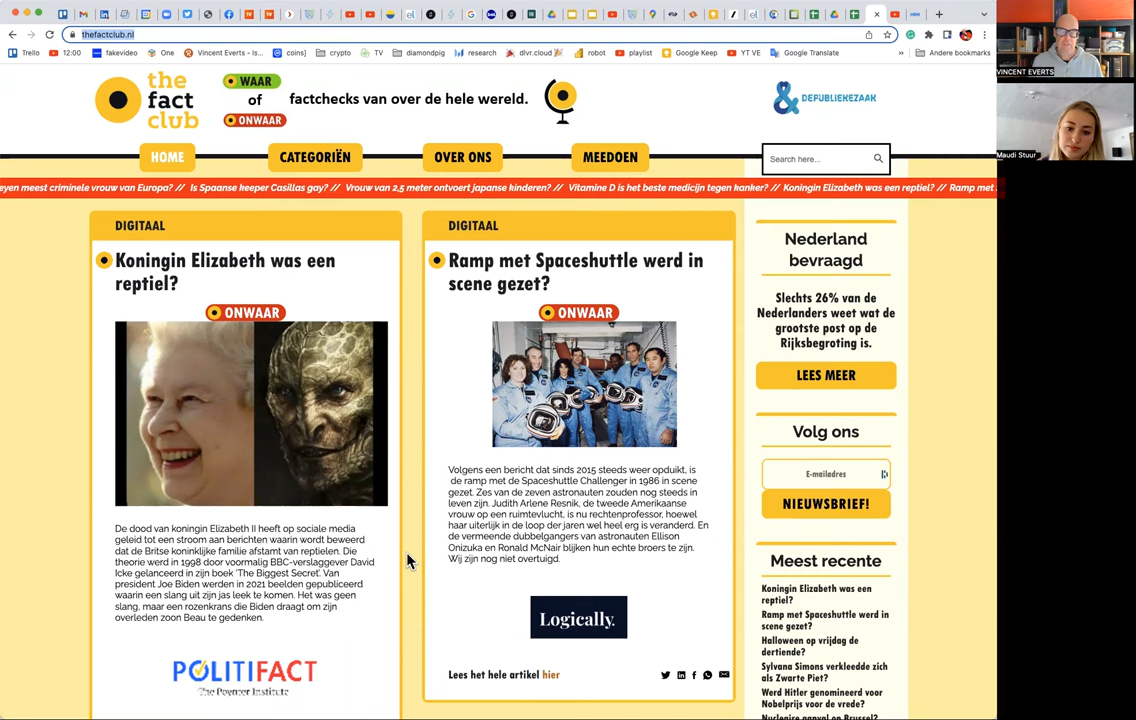 thefactclub.nl
Trello
12:00
fakevideo
One
Vincent Everts - Is...
coins]
crypto
TV
diamondpig
research
divr.cloud
robot
playlist
Google Keep
YT VE
Google Translate
»
Andere bookmarks
the
fact
club
WAAR
of
ONWAAR
factchecks van over de hele wereld.
& DEPUBLIEKEZAAK
HOME
CATEGORIËN
OVER ONS
MEEDOEN
Search here...
eyen meest criminele vrouw van Europa? // Is Spaanse keeper Casillas gay? // Vrouw van 2,5 meter ontvoert japanse kinderen? // Vitamine D is het beste medicijn tegen kanker? // Koningin Elizabeth was een reptiel? // Ramp met
DIGITAAL
Koningin Elizabeth was een
reptiel?
ONWAAR
De dood van koningin Elizabeth II heeft op sociale media
geleid tot een stroom aan berichten waarin wordt beweerd
dat de Britse koninklijke familie afstamt van reptielen. Die
theorie werd in 1998 door voormalig BBC-verslaggever David
Icke gelanceerd in zijn boek 'The Biggest Secret'. Van
president Joe Biden werden in 2021 beelden gepubliceerd
waarin een slang uit zijn jas leek te komen. Het was geen
slang, maar een rozenkrans die Biden draagt om zijn
overleden zoon Beau te gedenken.
POLITIFACT
The Poynter Institute
DIGITAAL
Ramp met Spaceshuttle werd in
scene gezet?
ONWAAR
Volgens een bericht dat sinds 2015 steeds weer opduikt, is
de ramp met de Spaceshuttle Challenger in 1986 in scene
gezet. Zes van de zeven astronauten zouden nog steeds in
leven zijn. Judith Arlene Resnik, de tweede Amerikaanse
vrouw op een ruimtevlucht, is nu rechtenprofessor, hoewel
haar uiterlijk in de loop der jaren wel heel erg is veranderd. En
de vermeende dubbelgangers van astronauten Ellison
Onizuka en Ronald McNair blijken hun echte broers te zijn.
Wij zijn nog niet overtuigd.
Logically.
Lees het hele artikel hier
Nederland
bevraagd
Slechts 26% van de
Nederlanders weet wat de
grootste post op de
Rijksbegroting is.
LEES MEER
Volg ons
E-mailadres
NIEUWSBRIEF!
Meest recente
Koningin Elizabeth was een
reptiel?
Ramp met Spaceshuttle werd in
scene gezet?
Halloween op vrijdag de
dertiende?
Sylvana Simons verkleedde zich
als Zwarte Piet?
Werd Hitler genomineerd voor
Nobelprijs voor de vrede?
Nucleaire aanval op Brussel?
VINCENT EVERTS
Maudi Stuur